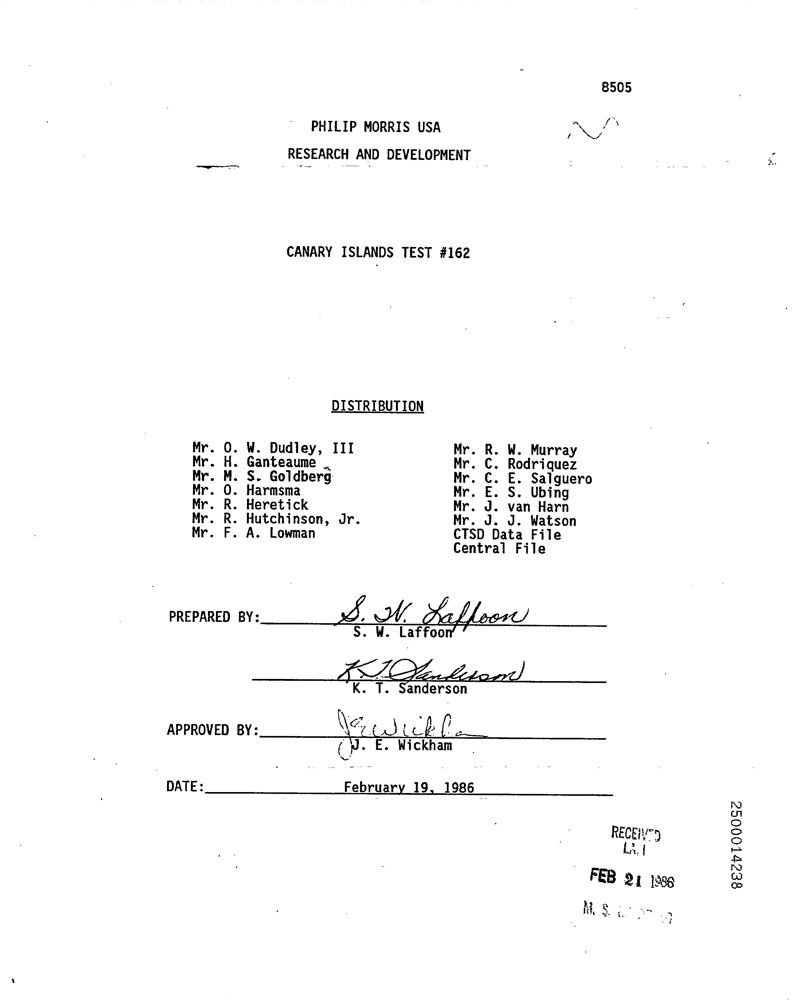 8505
PHILIP MORRIS USA
RESEARCH AND DEVELOPMENT
CANARY ISLANDS TEST #162
DISTRIBUTION
Mr. O. W. Dudley, III
Mr. H. Ganteaume
Mr. M. S. Goldberg
Mr. O. Harmsma
Mr. R. Heretick
Mr. R. Hutchinson, Jr.
Mr. F. A. Lowman
Mr. R. W. Murray
Mr. C. Rodriquez
Mr. C. E. Salguero
Mr. E. S. Ubing
Mr. J. van Harn
Mr. J. J. Watson
CTSD Data File
Central File
PREPARED BY: S. W. Laffoon
S. W. Laffoon
K T Sanderson
K. T. Sanderson
APPROVED BY: J E Wickham
J. E. Wickham
DATE: February 19, 1986
RECEIVED
FEB 21 1986
M. S.
2500014238